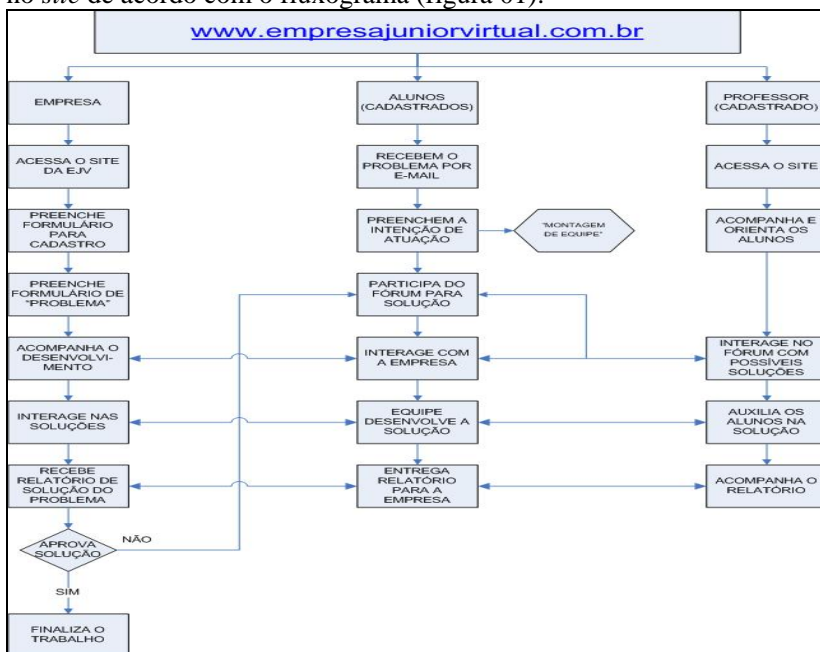 no site de acordo com o fluxograma (figura 01).
www.empresajuniorvirtual.com.br
EMPRESA
ALUNOS
(CADASTRADOS)
PROFESSOR
(CADASTRADO)
ACESSA O SITE
DA EJV
RECEBEM O
PROBLEMA POR
E-MAIL
ACESSA O SITE
PREENCHE
FORMULÁRIO
PARA
CADASTRO
PREENCHEM A
INTENÇÃO DE
ATUAÇÃO
"MONTAGEM
DE EQUIPE"
ACOMPANHA E
ORIENTA OS
ALUNOS
PREENCHE
FORMULÁRIO DE
"PROBLEMA"
PARTICIPA DO
FÓRUM PARA
SOLUÇÃO
ACOMPANHA O
DESENVOLVI-
MENTO
INTERAGE COM
A EMPRESA
INTERAGE NO
FÓRUM COM
POSSÍVEIS
SOLUÇÕES
INTERAGE NAS
SOLUÇÕES
EQUIPE
DESENVOLVE A
SOLUÇÃO
AUXILIA OS
ALUNOS NA
SOLUÇÃO
RECEBE
RELATÓRIO DE
SOLUÇÃO DO
PROBLEMA
ENTREGA
RELATÓRIO
PARA A
EMPRESA
ACOMPANHA O
RELATÓRIO
APROVA
SOLUÇÃO
NÃO
SIM
FINALIZA O
TRABALHO